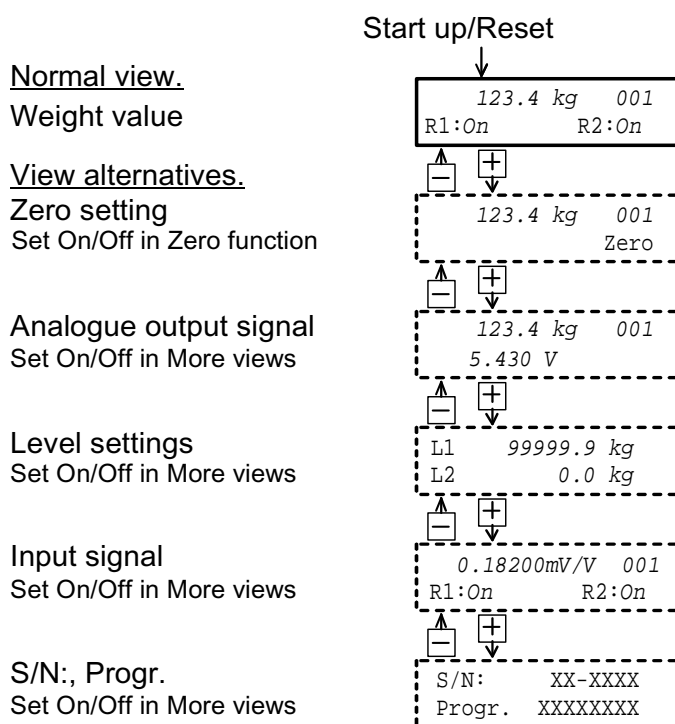 Start up/Reset
Normal view.
Weight value
123.4 kg 001
R1:On R2:On
− +
View alternatives.
Zero setting
Set On/Off in Zero function
123.4 kg 001
Zero
− +
Analogue output signal
Set On/Off in More views
123.4 kg 001
5.430 V
− +
Level settings
Set On/Off in More views
L1 99999.9 kg
L2 0.0 kg
− +
Input signal
Set On/Off in More views
0.18200mV/V 001
R1:On R2:On
− +
S/N:, Progr.
Set On/Off in More views
S/N: XX-XXXX
Progr. XXXXXXXX